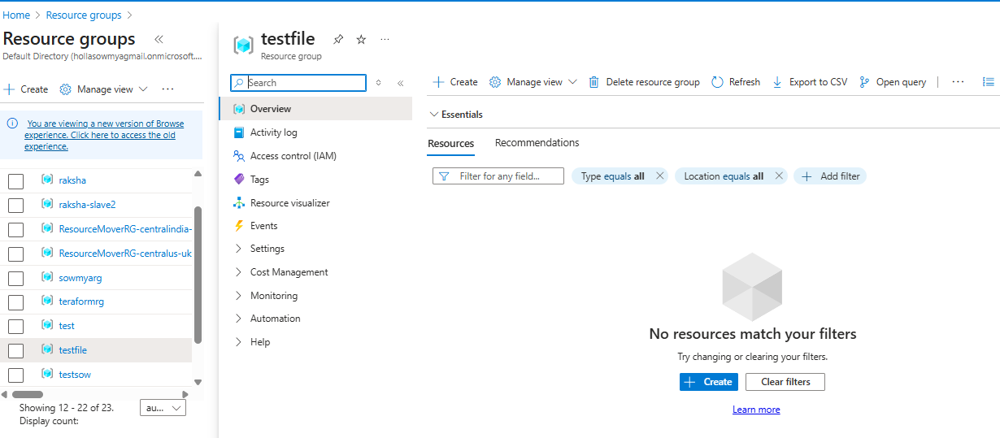 Home > Resource groups >
Resource groups «
Default Directory (hollasowmyagmail.onmicrosoft....
+ Create Manage view ...
You are viewing a new version of Browse
experience. Click here to access the old
experience.
raksha
raksha-slave2
ResourceMoverRG-centralindia-
ResourceMoverRG-centralus-uk
sowmyarg
teraformrg
test
testfile
testsow
Showing 12 - 22 of 23.
Display count:
au...
testfile ...
Resource group
Search «
Overview
Activity log
Access control (IAM)
Tags
Resource visualizer
Events
Settings
Cost Management
Monitoring
Automation
Help
+ Create Manage view Delete resource group Refresh Export to CSV Open query | ...
Essentials
Resources Recommendations
Filter for any field... Type equals all × Location equals all × + Add filter
No resources match your filters
Try changing or clearing your filters.
+ Create Clear filters
Learn more